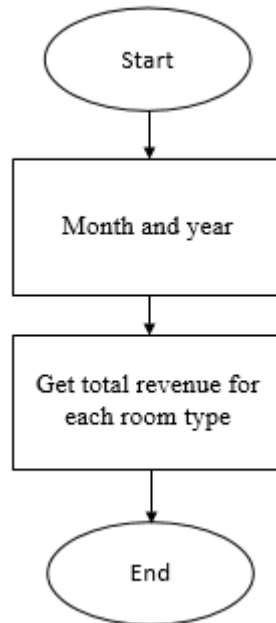 Start
Month and year
Get total revenue for
each room type
End